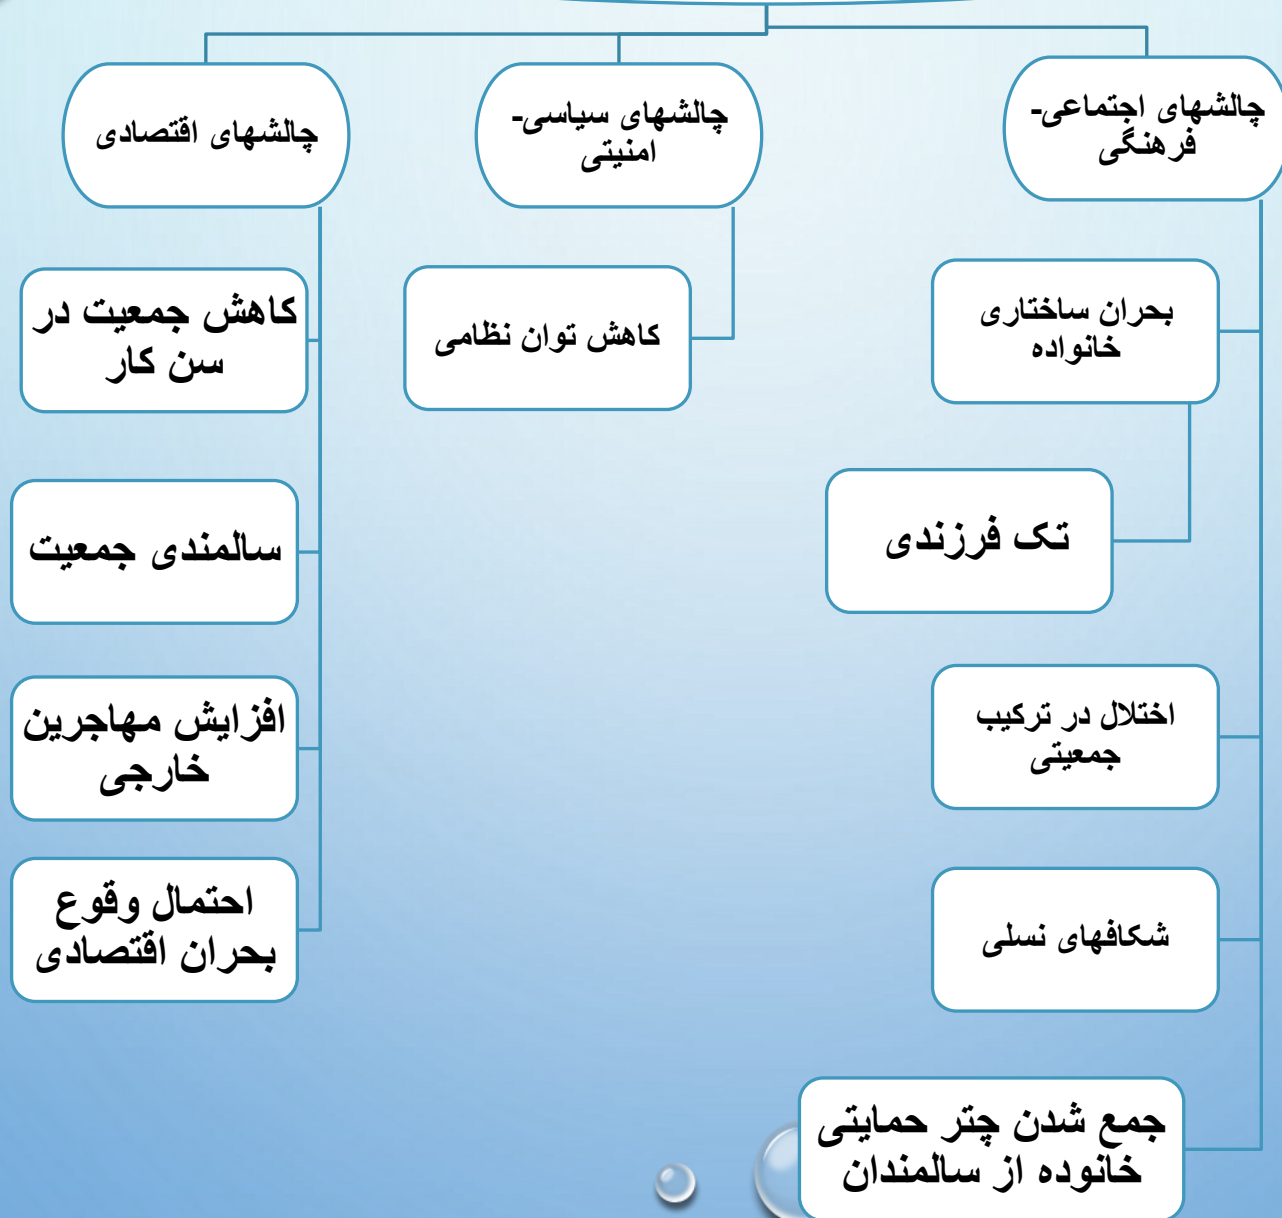 چالشهای اجتماعی-
فرهنگی
بحران ساختاری
خانواده
تک فرزندی
اختلال در ترکیب
جمعیتی
شکافهای نسلی
جمع شدن چتر حمایتی
خانوده از سالمندان
چالشهای سیاسی-
امنیتی
کاهش توان نظامی
چالشهای اقتصادی
کاهش جمعیت در
سن کار
سالمندی جمعیت
افزایش مهاجرین
خارجی
احتمال وقوع
بحران اقتصادی